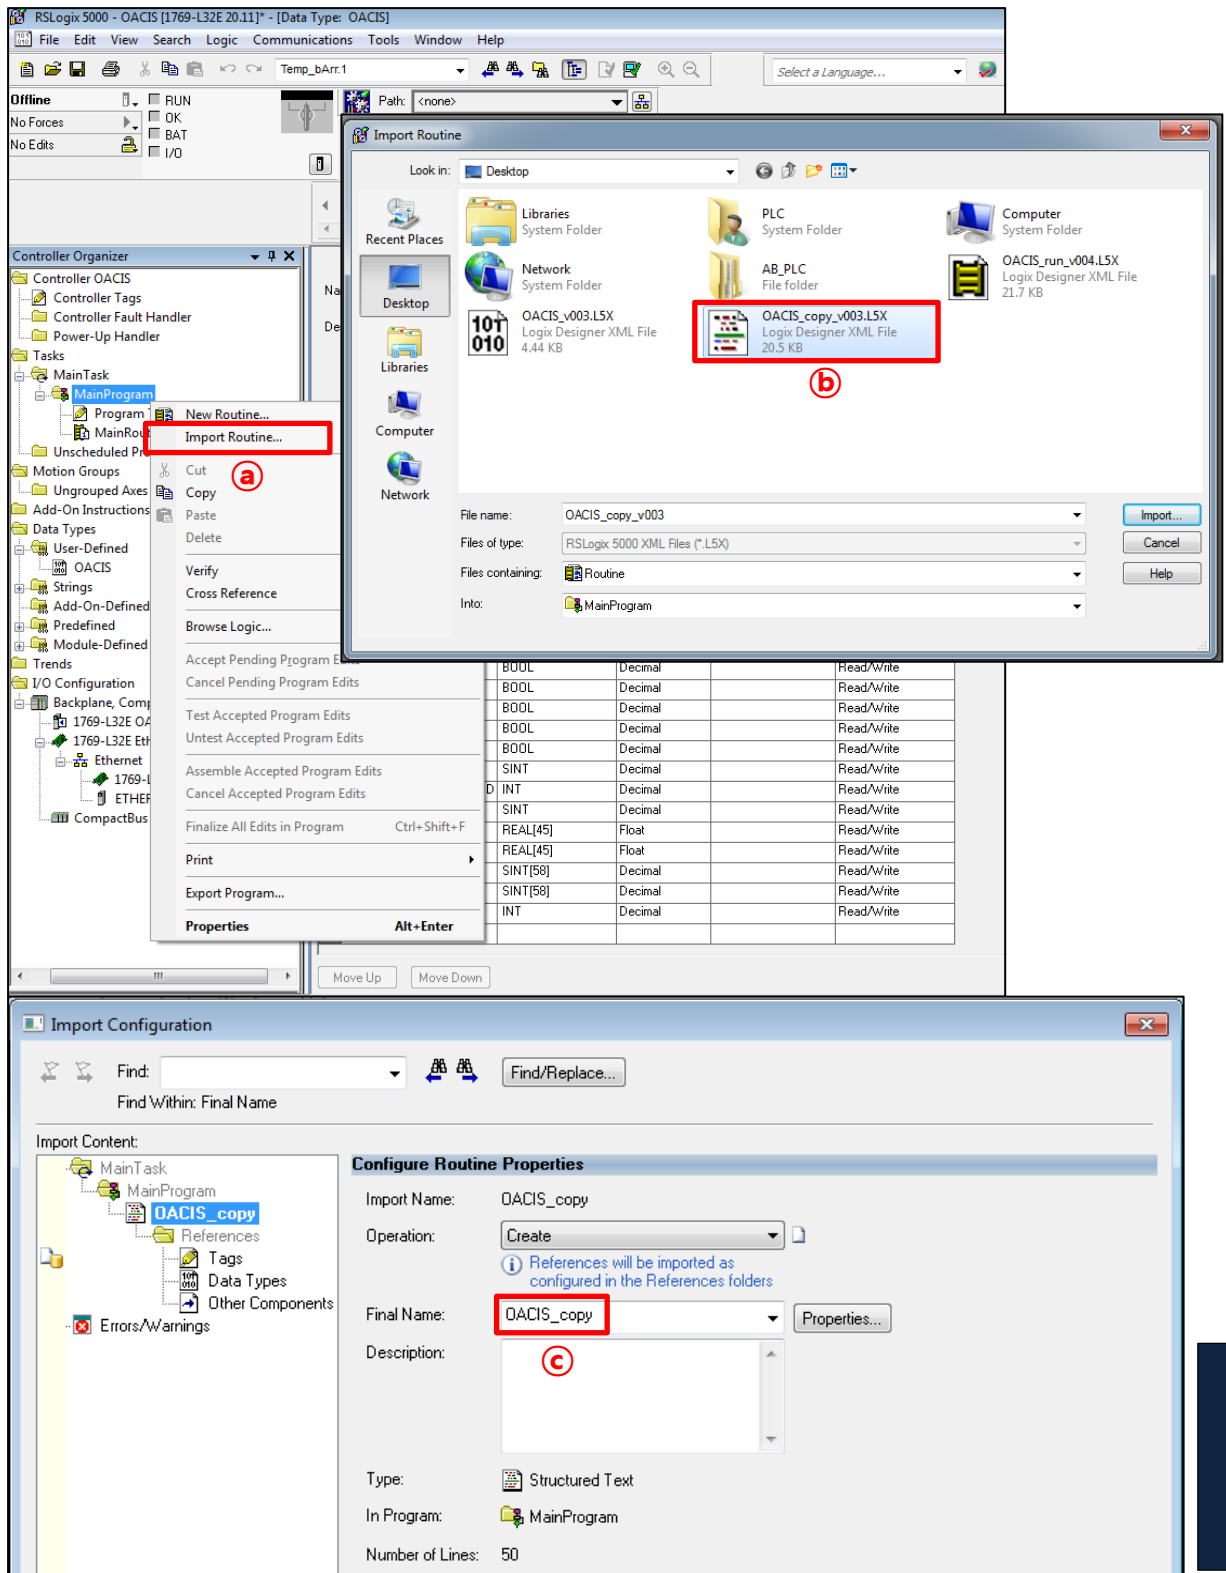 RSLogix 5000 - OACIS [1769-L32E 20.11]* - [Data Type: OACIS]
File Edit View Search Logic Communications Tools Window Help
Temp_bArr.1
Select a Language...
Offline
RUN
No Forces
OK
BAT
No Edits
I/O
Path: <none>
Controller Organizer
Controller OACIS
Controller Tags
Controller Fault Handler
Power-Up Handler
Tasks
MainTask
MainProgram
Program
MainRou
Unscheduled Pr
Motion Groups
Ungrouped Axes
Add-On Instructions
Data Types
User-Defined
OACIS
Strings
Add-On-Defined
Predefined
Module-Defined
Trends
I/O Configuration
Backplane, Comp
1769-L32E OA
1769-L32E Eth
Ethernet
1769-L
ETHER
CompactBus
New Routine...
Import Routine...
ⓐ
Cut
Copy
Paste
Delete
Verify
Cross Reference
Browse Logic...
Accept Pending Program E
Cancel Pending Program Edits
Test Accepted Program Edits
Untest Accepted Program Edits
Assemble Accepted Program Edits
Cancel Accepted Program Edits
Finalize All Edits in Program Ctrl+Shift+F
Print
Export Program...
Properties Alt+Enter
Na
De
Import Routine
Look in: Desktop
Recent Places
Desktop
Libraries
Computer
Network
Libraries
System Folder
PLC
System Folder
Computer
System Folder
Network
System Folder
AB_PLC
File folder
OACIS_run_v004.L5X
Logix Designer XML File
21.7 KB
OACIS_v003.L5X
Logix Designer XML File
4.44 KB
OACIS_copy_v003.L5X
Logix Designer XML File
20.5 KB
ⓑ
File name: OACIS_copy_v003 Import...
Files of type: RSLogix 5000 XML Files (*.L5X) Cancel
Files containing: Routine Help
Into: MainProgram
BOOL Decimal Read/Write
BOOL Decimal Read/Write
BOOL Decimal Read/Write
BOOL Decimal Read/Write
BOOL Decimal Read/Write
SINT Decimal Read/Write
D INT Decimal Read/Write
SINT Decimal Read/Write
REAL[45] Float Read/Write
REAL[45] Float Read/Write
SINT[58] Decimal Read/Write
SINT[58] Decimal Read/Write
INT Decimal Read/Write
Move Up Move Down
Import Configuration
Find: Find/Replace...
Find Within: Final Name
Import Content:
MainTask
MainProgram
OACIS_copy
References
Tags
Data Types
Other Components
Errors/Warnings
Configure Routine Properties
Import Name: OACIS_copy
Operation: Create
References will be imported as
configured in the References folders
Final Name: OACIS_copy Properties...
ⓒ
Description:
Type: Structured Text
In Program: MainProgram
Number of Lines: 50